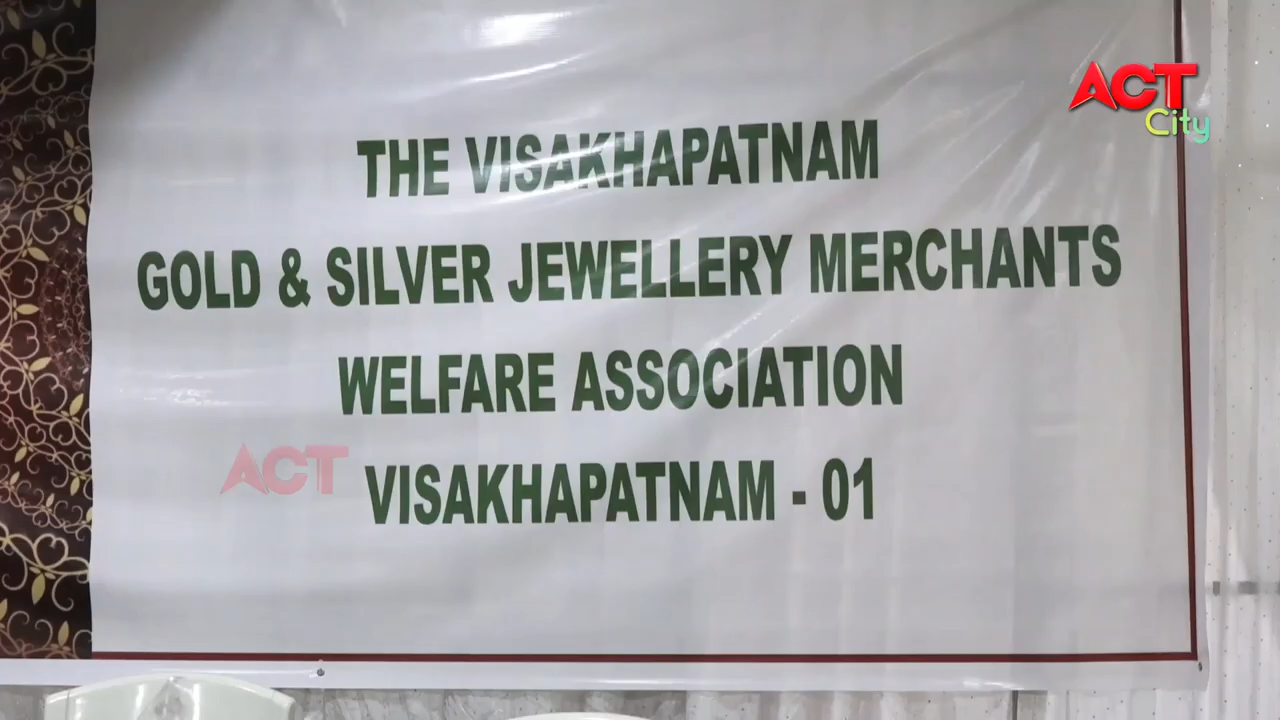 ACT
City
THE VISAKHAPATNAM
GOLD & SILVER JEWELLERY MERCHANTS
WELFARE ASSOCIATION
ACT
VISAKHAPATNAM - 01